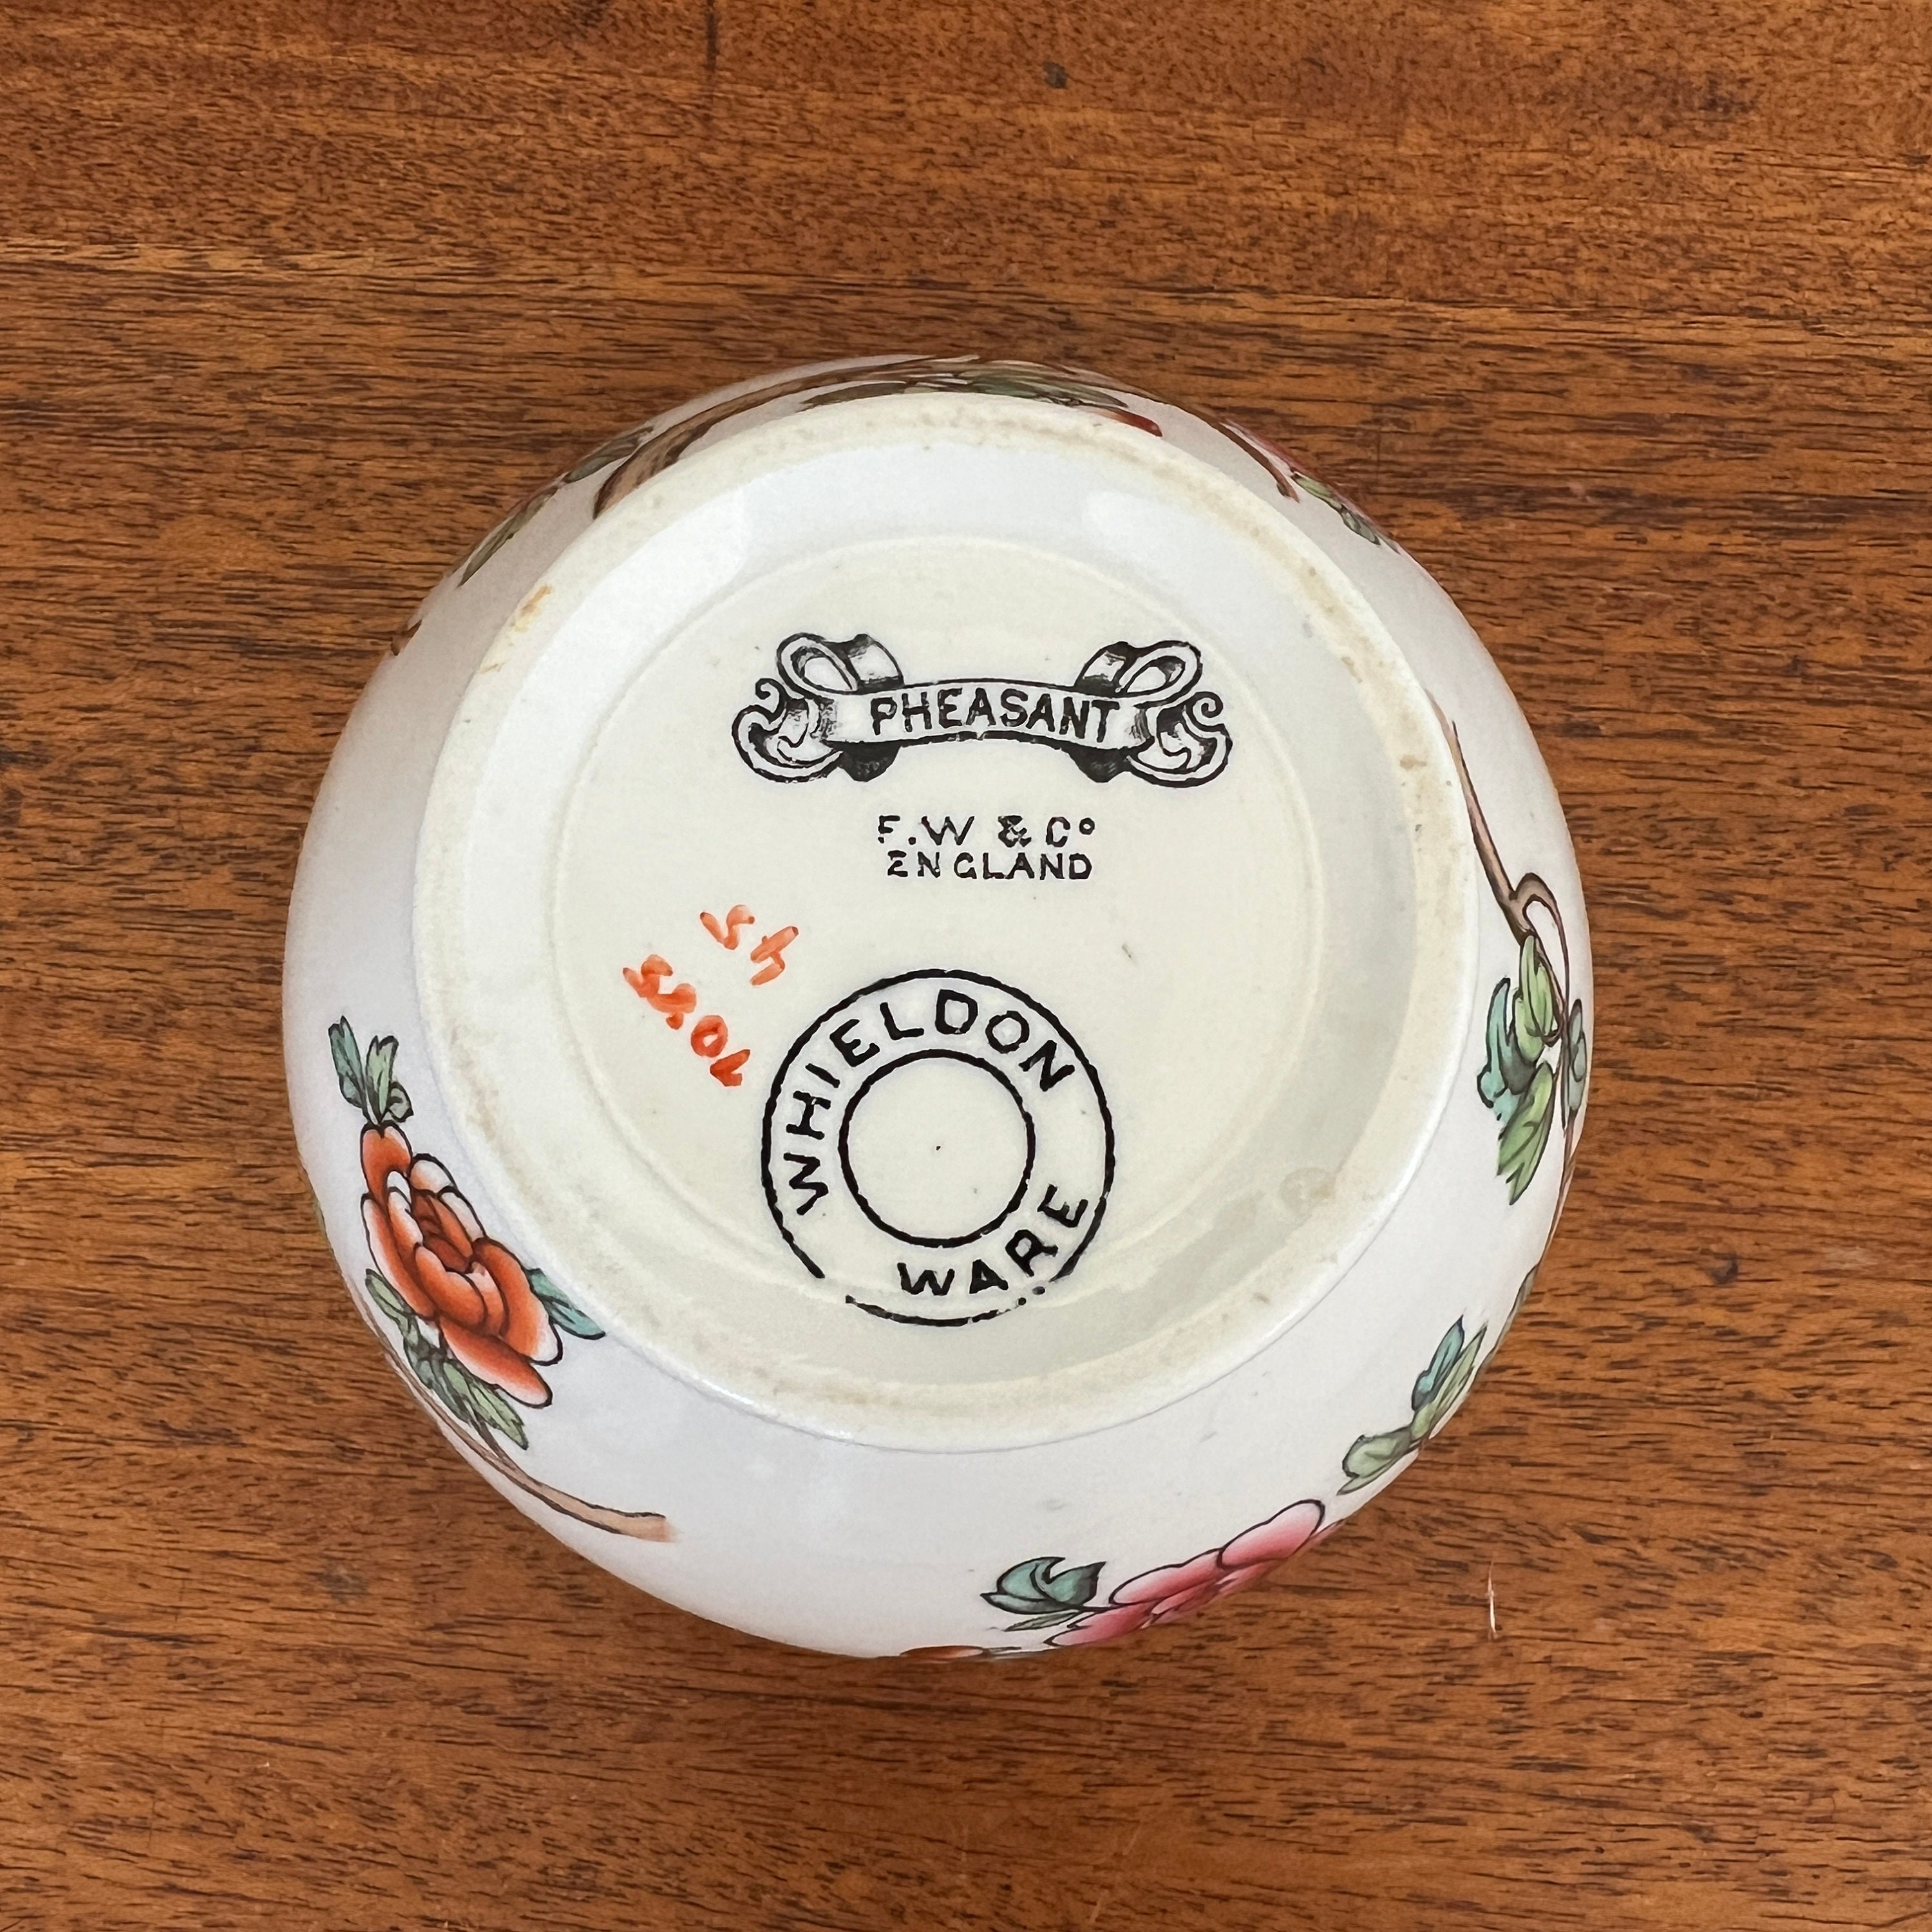 PHEASANT
F.W & Cº
ENGLAND
WHIELDON
WARE